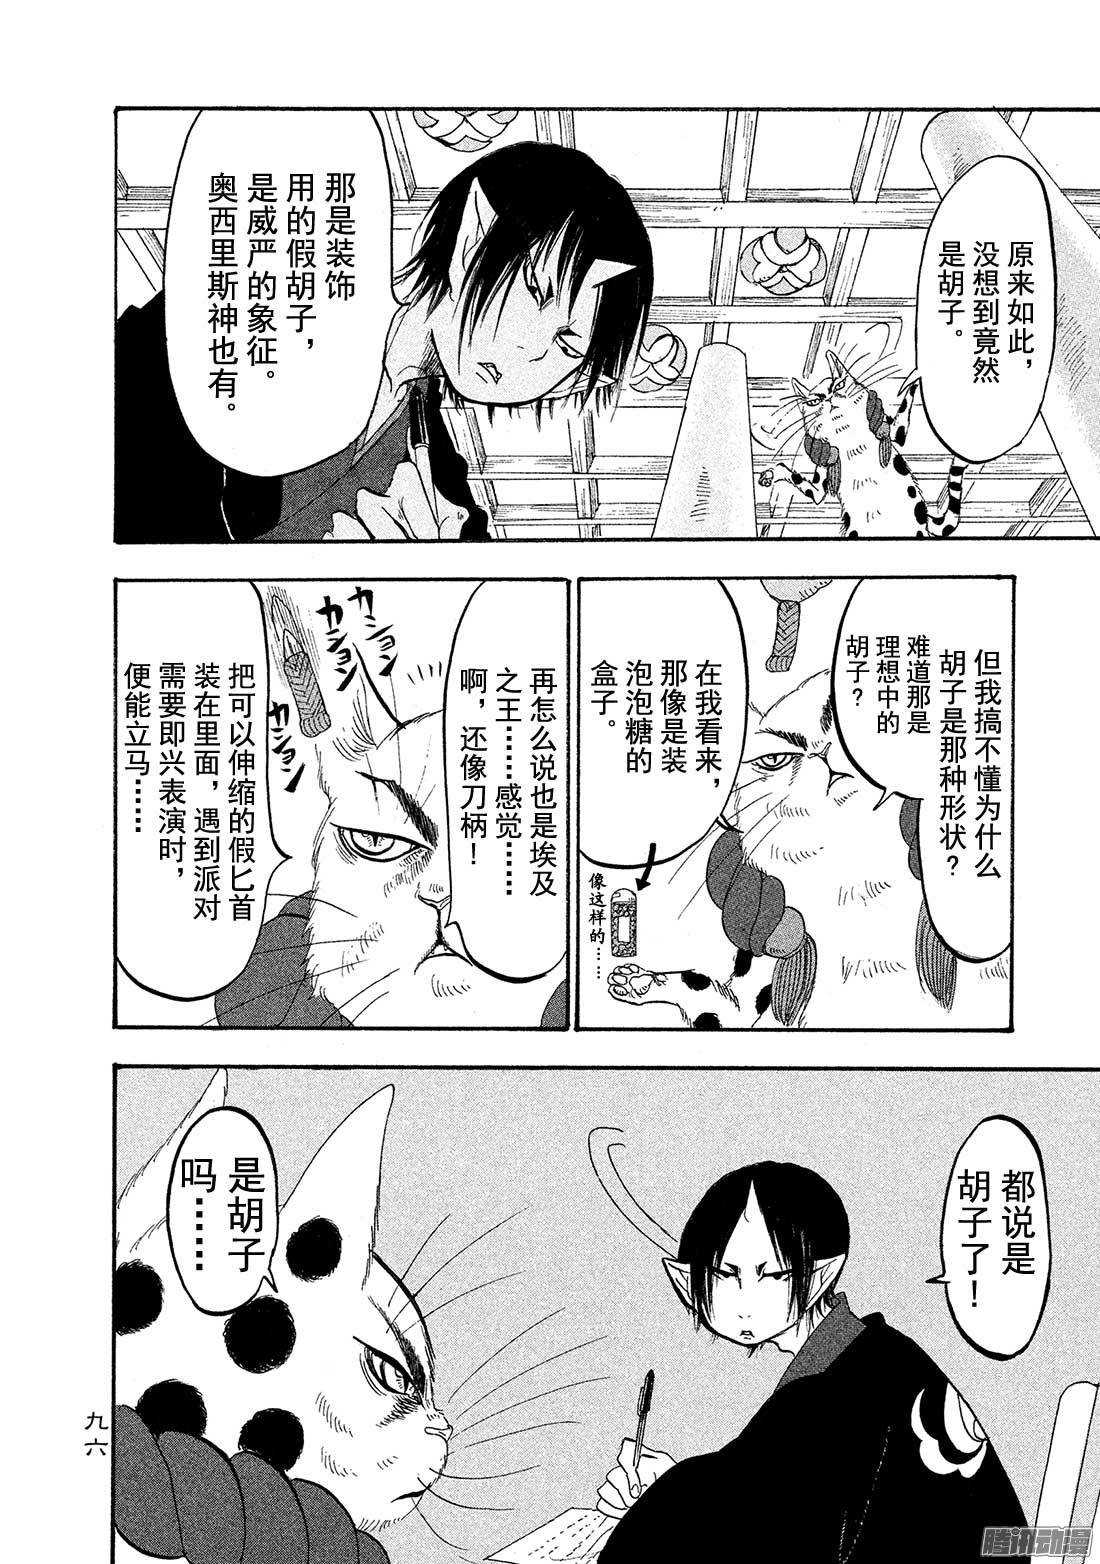 原来如此，
没想到竟然
是胡子。
那是装饰
用的假胡子，
是威严的象征。
奥西里斯神也有。
但我搞不懂为什么
胡子是那种形状？
难道那是
理想中的
胡子？
在我看来，
那像是装
泡泡糖的
盒子。
像这样的……
再怎么说也是埃及
之王……感觉……
啊，还像刀柄！
カションカション
カション
把可以伸缩的假匕首
装在里面，遇到派对
需要即兴表演时，
便能立马……
都说是
胡子了！
是胡子
吗……
九六
腾讯动漫